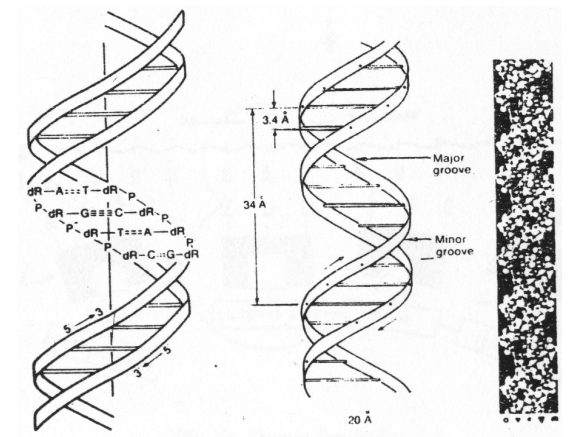 dR—A==T—dR
P
P
dR—G≡≡≡C—dR
P
P
dR—T==A—dR
P
P
dR—C=G—dR
5 → 3
3 ← 5
3.4 Å
34 Å
Major
groove
Minor
groove
20 Å